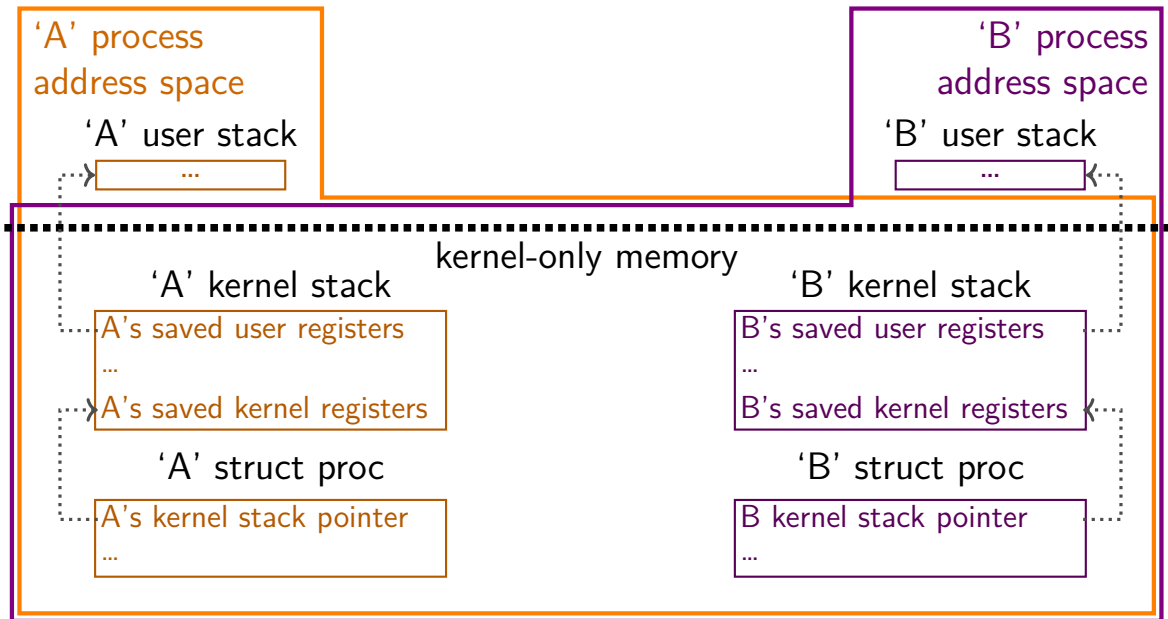 ‘A’ process
address space
‘B’ process
address space
‘A’ user stack
...
‘B’ user stack
...
kernel-only memory
‘A’ kernel stack
A's saved user registers
...
A's saved kernel registers
‘B’ kernel stack
B's saved user registers
...
B's saved kernel registers
‘A’ struct proc
A's kernel stack pointer
...
‘B’ struct proc
B kernel stack pointer
...